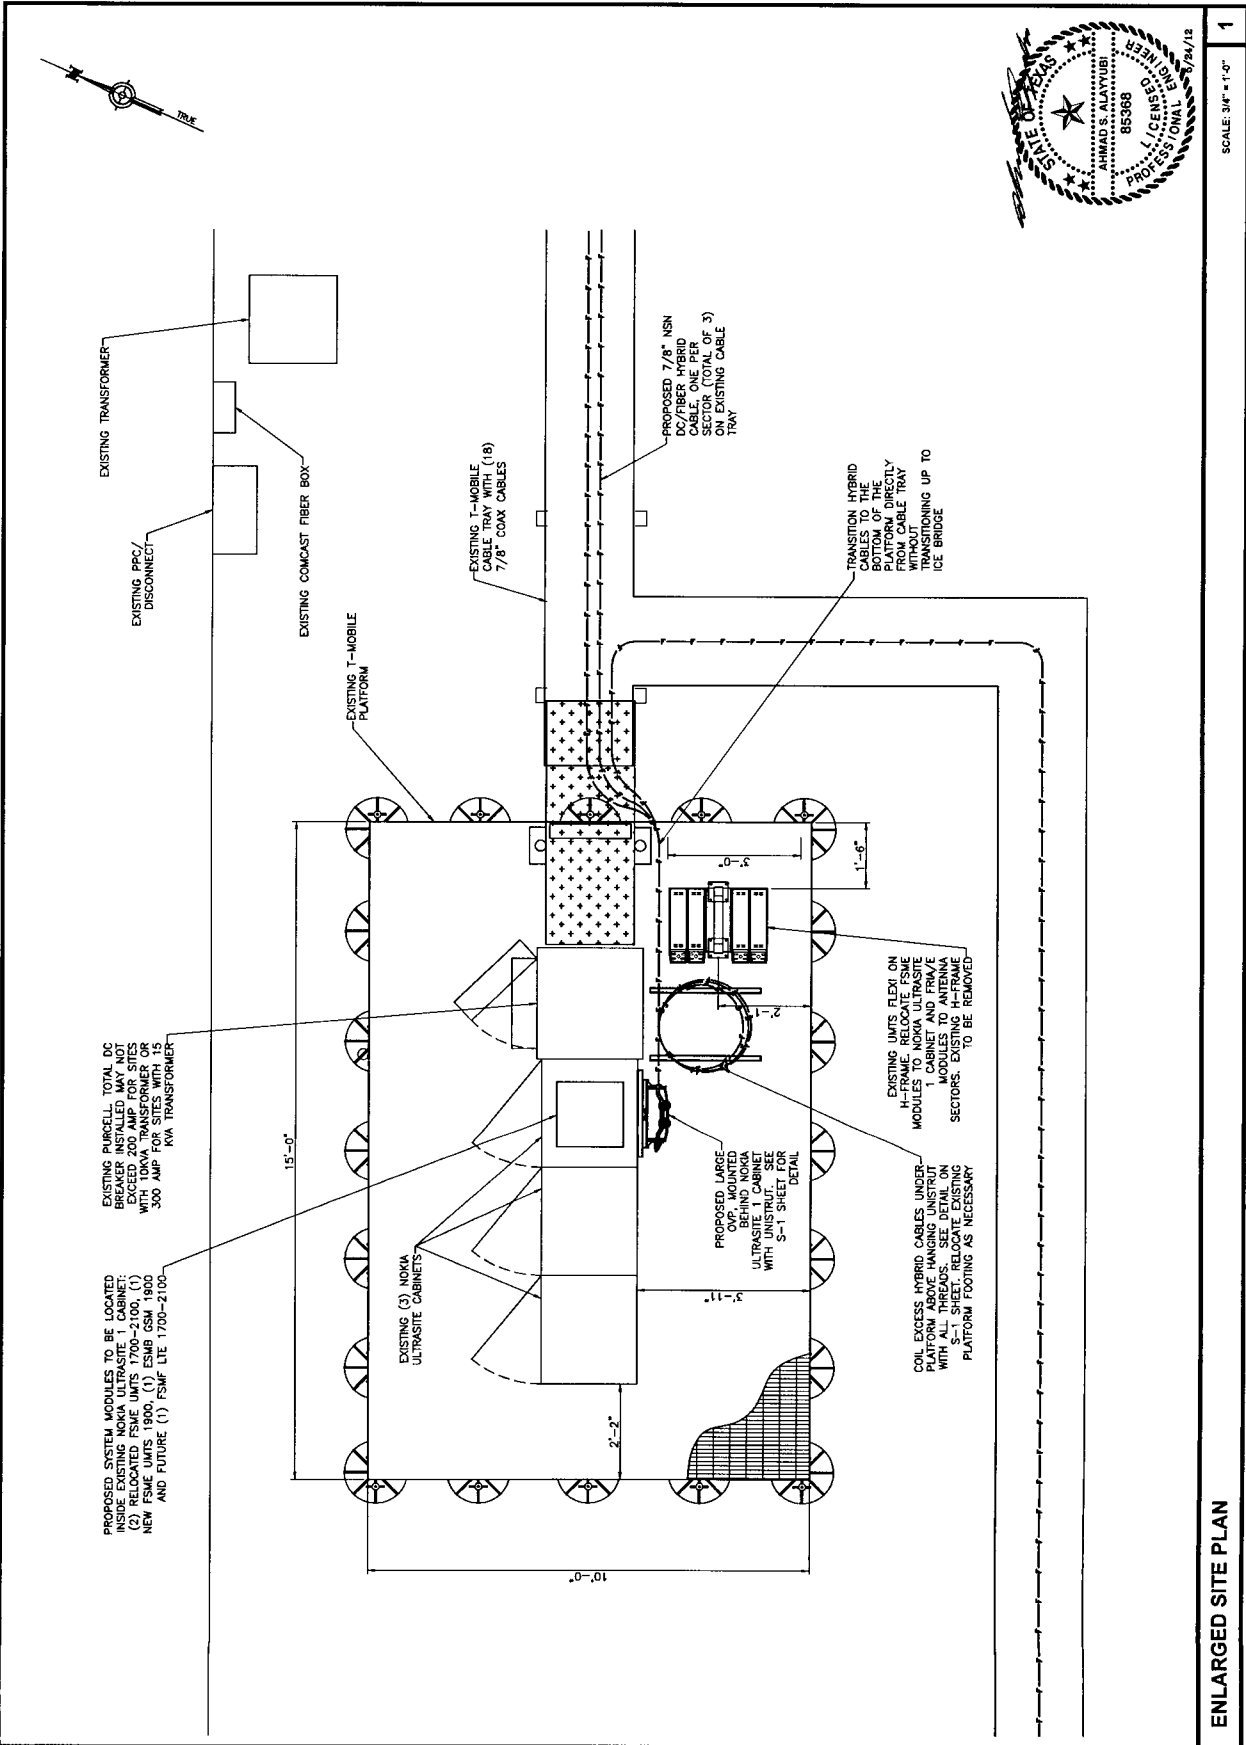 PROPOSED SYSTEM MODULES TO BE LOCATED
INSIDE EXISTING NOKIA ULTRASITE 1 CABINET:
(2) RELOCATED FSME UMTS 1700-2100, (1)
NEW FSME UMTS 1900, (1) ESMB GSM 1900
AND FUTURE (1) FSMF LTE 1700-2100
EXISTING PURCELL. TOTAL DC
BREAKER INSTALLED MAY NOT
EXCEED 200 AMP FOR SITES
WITH 10KVA TRANSFORMER OR
300 AMP FOR SITES WITH 15
KVA TRANSFORMER
EXISTING PPC/
DISCONNECT
EXISTING TRANSFORMER
EXISTING COMCAST FIBER BOX
EXISTING T-MOBILE
PLATFORM
EXISTING T-MOBILE
CABLE TRAY WITH (18)
7/8" COAX CABLES
PROPOSED 7/8" NSN
DC/FIBER HYBRID
CABLE, ONE PER
SECTOR (TOTAL OF 3)
ON EXISTING CABLE
TRAY
TRANSITION HYBRID
CABLES TO THE
BOTTOM OF THE
PLATFORM DIRECTLY
FROM CABLE TRAY
WITHOUT
TRANSITIONING UP TO
ICE BRIDGE
EXISTING (3) NOKIA
ULTRASITE CABINETS
PROPOSED LARGE
OVP, MOUNTED
BEHIND NOKIA
ULTRASITE 1 CABINET
WITH UNISTRUT. SEE
S-1 SHEET FOR
DETAIL
COIL EXCESS HYBRID CABLES UNDER
PLATFORM ABOVE HANGING UNISTRUT
WITH ALL THREADS. SEE DETAIL ON
S-1 SHEET. RELOCATE EXISTING
PLATFORM FOOTING AS NECESSARY
EXISTING UMTS FLEXI ON
H-FRAME. RELOCATE FSME
MODULES TO NOKIA ULTRASITE
1 CABINET AND FRIA/E
MODULES TO ANTENNA
SECTORS. EXISTING H-FRAME
TO BE REMOVED
15'-0"
10'-0"
2'-2"
3'-11"
2'-1"
3'-0"
1'-6"
N
TRUE
STATE OF TEXAS
AHMAD S. ALAYYUBI
85368
LICENSED
PROFESSIONAL ENGINEER
ENLARGED SITE PLAN
SCALE: 3/4" = 1'-0"
1